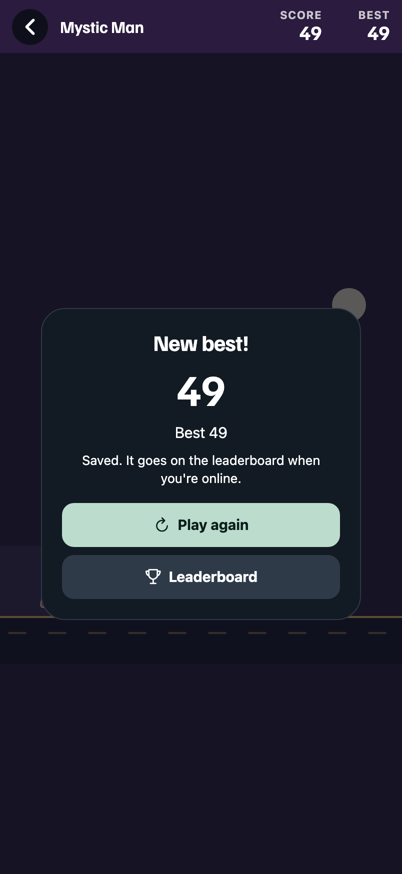 Mystic Man
SCORE
49
BEST
49
New best!
49
Best 49
Saved. It goes on the leaderboard when
you're online.
Play again
Leaderboard